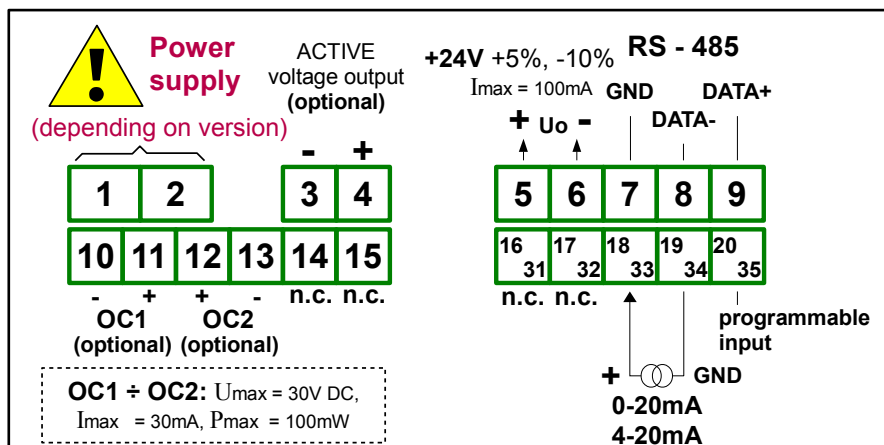 Power
supply
(depending on version)
ACTIVE
voltage output
(optional)
- +
+24V +5%, -10%
Imax = 100mA
+ Uo -
RS - 485
GND
DATA-
DATA+
1 2 3 4 5 6 7 8 9
10 11 12 13 14 15
16 31 17 32 18 33 19 34 20 35
- + + -
OC1 OC2
(optional) (optional)
n.c. n.c.
n.c. n.c.
programmable
input
+ GND
0-20mA
4-20mA
OC1 ÷ OC2: Umax = 30V DC,
Imax = 30mA, Pmax = 100mW